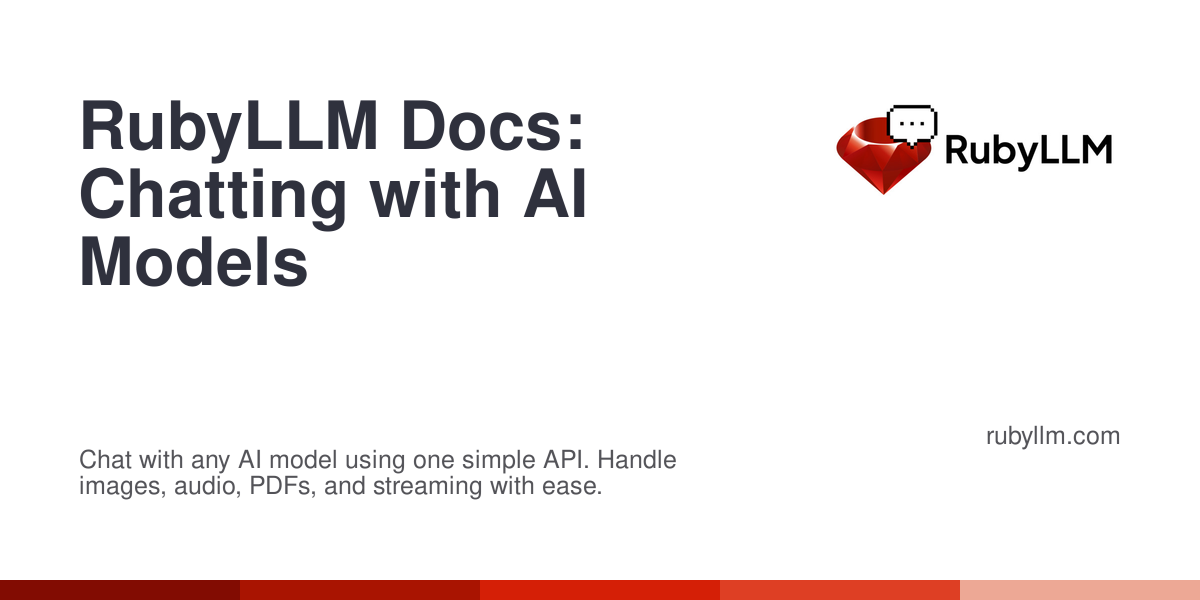 RubyLLM Docs:
Chatting with AI
Models
RubyLLM
rubyllm.com
Chat with any AI model using one simple API. Handle
images, audio, PDFs, and streaming with ease.